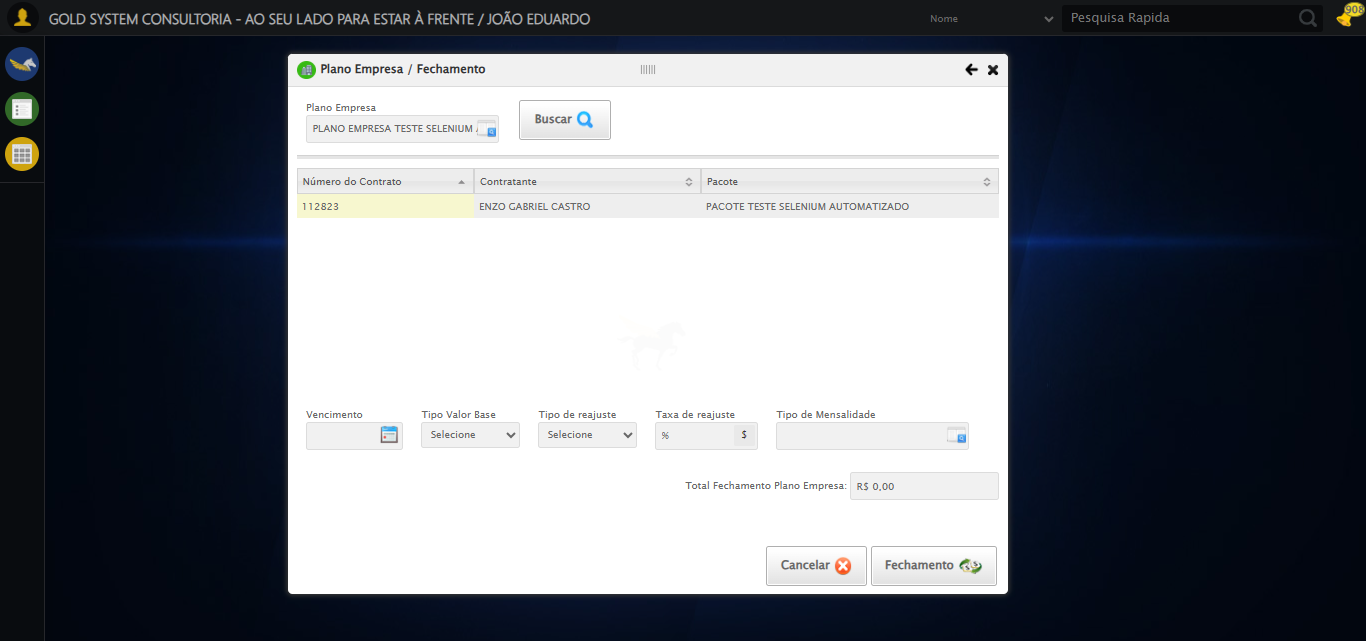 GOLD SYSTEM CONSULTORIA - AO SEU LADO PARA ESTAR À FRENTE / JOÃO EDUARDO
Nome
Pesquisa Rapida
908
Plano Empresa / Fechamento
Plano Empresa
PLANO EMPRESA TESTE SELENIUM
Buscar
Número do Contrato Contratante Pacote
112823 ENZO GABRIEL CASTRO PACOTE TESTE SELENIUM AUTOMATIZADO
Vencimento Tipo Valor Base Tipo de reajuste Taxa de reajuste Tipo de Mensalidade
Selecione Selecione % $
Total Fechamento Plano Empresa: R$ 0,00
Cancelar Fechamento